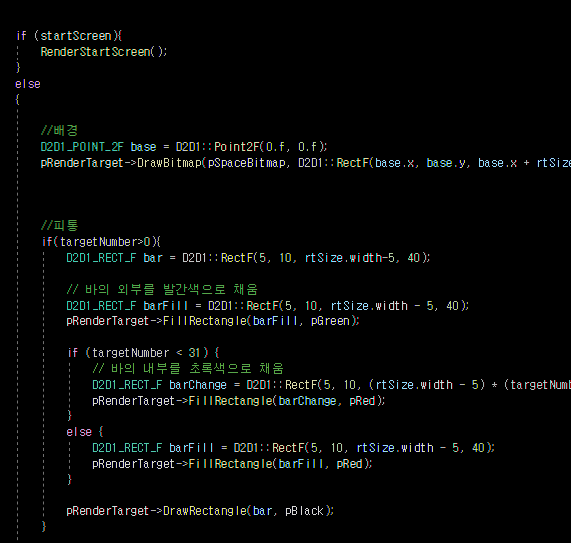 if (startScreen){
RenderStartScreen();
}
else
{
//배경
D2D1_POINT_2F base = D2D1::Point2F(0.f, 0.f);
pRenderTarget->DrawBitmap(pSpaceBitmap, D2D1::RectF(base.x, base.y, base.x + rtSize
//피통
if(targetNumber>0){
D2D1_RECT_F bar = D2D1::RectF(5, 10, rtSize.width-5, 40);
// 바의 외부를 발간색으로 채움
D2D1_RECT_F barFill = D2D1::RectF(5, 10, rtSize.width - 5, 40);
pRenderTarget->FillRectangle(barFill, pGreen);
if (targetNumber < 31) {
// 바의 내부를 초록색으로 채움
D2D1_RECT_F barChange = D2D1::RectF(5, 10, (rtSize.width - 5) * (targetNum
pRenderTarget->FillRectangle(barChange, pRed);
}
else {
D2D1_RECT_F barFill = D2D1::RectF(5, 10, rtSize.width - 5, 40);
pRenderTarget->FillRectangle(barFill, pRed);
}
pRenderTarget->DrawRectangle(bar, pBlack);
}